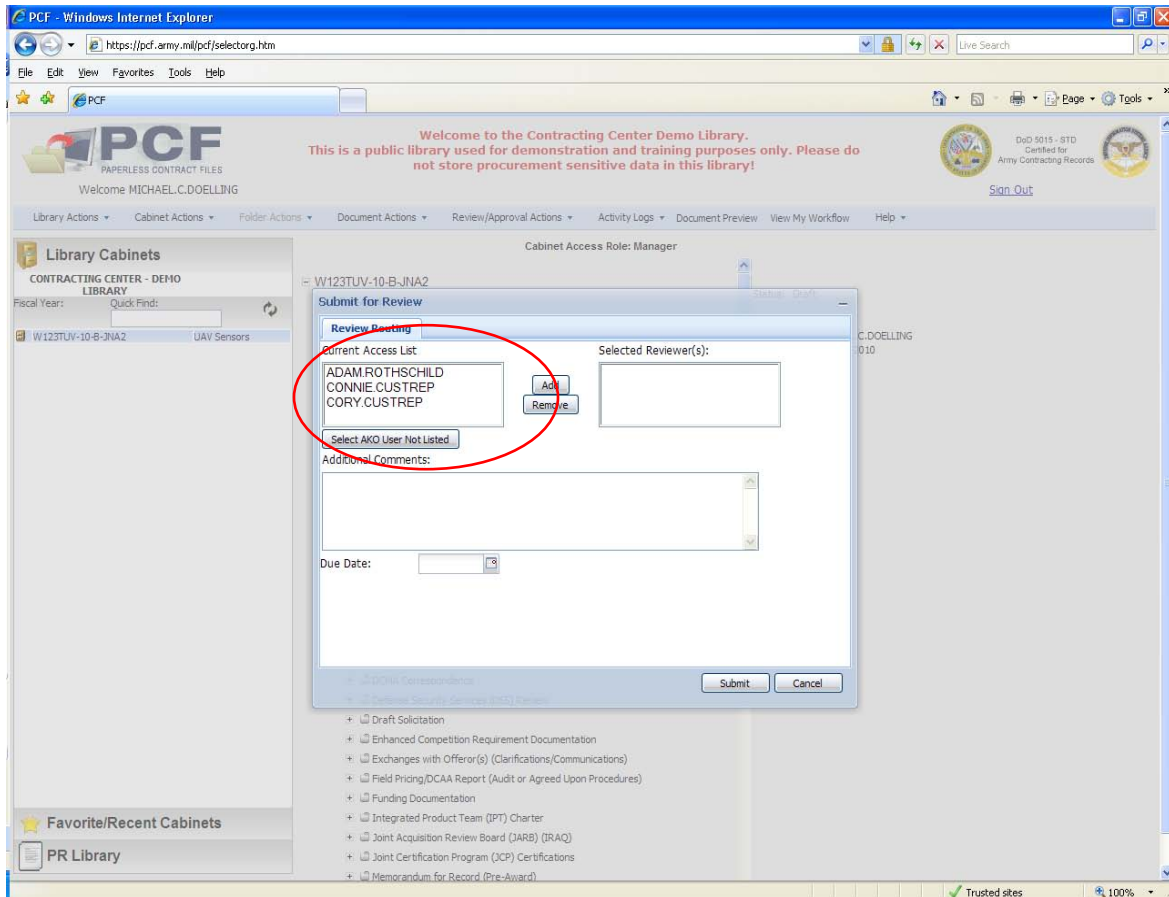 PCF - Windows Internet Explorer
https://pcf.army.mil/pcf/selectorg.htm
Live Search
File Edit View Favorites Tools Help
PCF
Page Tools
PCF
PAPERLESS CONTRACT FILES
Welcome MICHAEL.C.DOELLING
Welcome to the Contracting Center Demo Library.
This is a public library used for demonstration and training purposes only. Please do
not store procurement sensitive data in this library!
DoD 5015 - STD
Certified for
Army Contracting Records
Sign Out
Library Actions Cabinet Actions Folder Actions Document Actions Review/Approval Actions Activity Logs Document Preview View My Workflow Help
Library Cabinets
CONTRACTING CENTER - DEMO
LIBRARY
Fiscal Year: Quick Find:
W123TUV-10-B-JNA2 UAV Sensors
Cabinet Access Role: Manager
W123TUV-10-B-JNA2
Status: Draft
C.DOELLING
010
Submit for Review
Review Routing
Current Access List
Selected Reviewer(s):
ADAM.ROTHSCHILD
CONNIE.CUSTREP
CORY.CUSTREP
Add
Remove
Select AKO User Not Listed
Additional Comments:
Due Date:
Submit Cancel
DCMA Correspondence
Draft Solicitation
Enhanced Competition Requirement Documentation
Exchanges with Offeror(s) (Clarifications/Communications)
Field Pricing/DCAA Report (Audit or Agreed Upon Procedures)
Funding Documentation
Integrated Product Team (IPT) Charter
Joint Acquisition Review Board (JARB) (IRAQ)
Joint Certification Program (JCP) Certifications
Memorandum for Record (Pre-Award)
Favorite/Recent Cabinets
PR Library
Trusted sites
100%